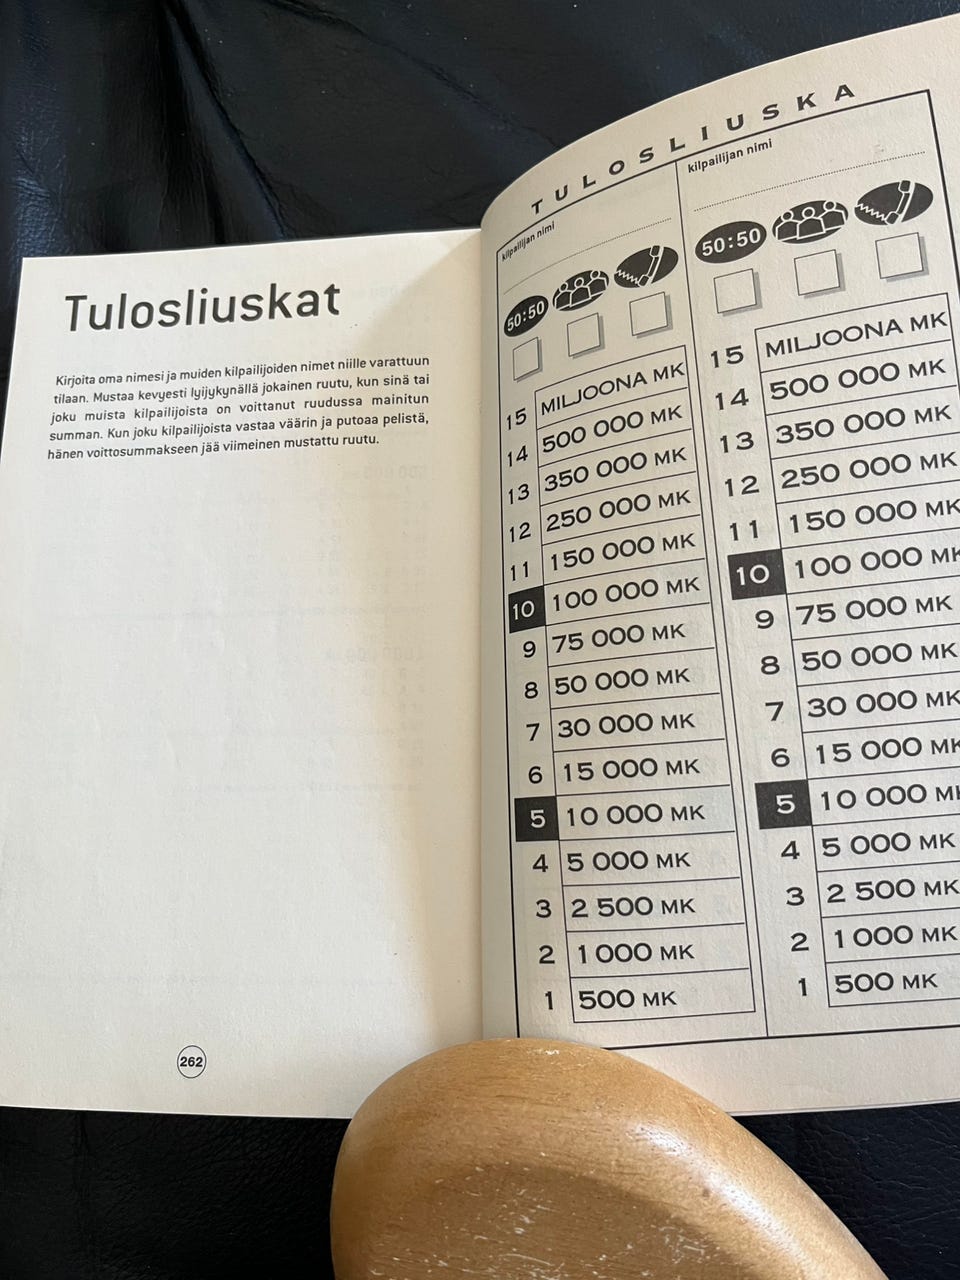 Tulosliuskat
Kirjoita oma nimesi ja muiden kilpailijoiden nimet niille varattuun
tilaan. Mustaa kevyesti lyijykynällä jokainen ruutu, kun sinä tai
joku muista kilpailijoista on voittanut ruudussa mainitun
summan. Kun joku kilpailijoista vastaa väärin ja putoaa pelistä,
hänen voittosummakseen jää viimeinen mustattu ruutu.
262
TULOSLIUSKA
kilpailijan nimi
50:50
15 MILJOONA MK
14 500 000 MK
13 350 000 MK
12 250 000 MK
11 150 000 MK
10 100 000 MK
9 75 000 MK
8 50 000 MK
7 30 000 MK
6 15 000 MK
5 10 000 MK
4 5 000 MK
3 2 500 MK
2 1 000 MK
1 500 MK
kilpailijan nimi
50:50
15 MILJOONA MK
14 500 000 MK
13 350 000 MK
12 250 000 MK
11 150 000 MK
10 100 000 MK
9 75 000 MK
8 50 000 MK
7 30 000 MK
6 15 000 MK
5 10 000 MK
4 5 000 MK
3 2 500 MK
2 1 000 MK
1 500 MK